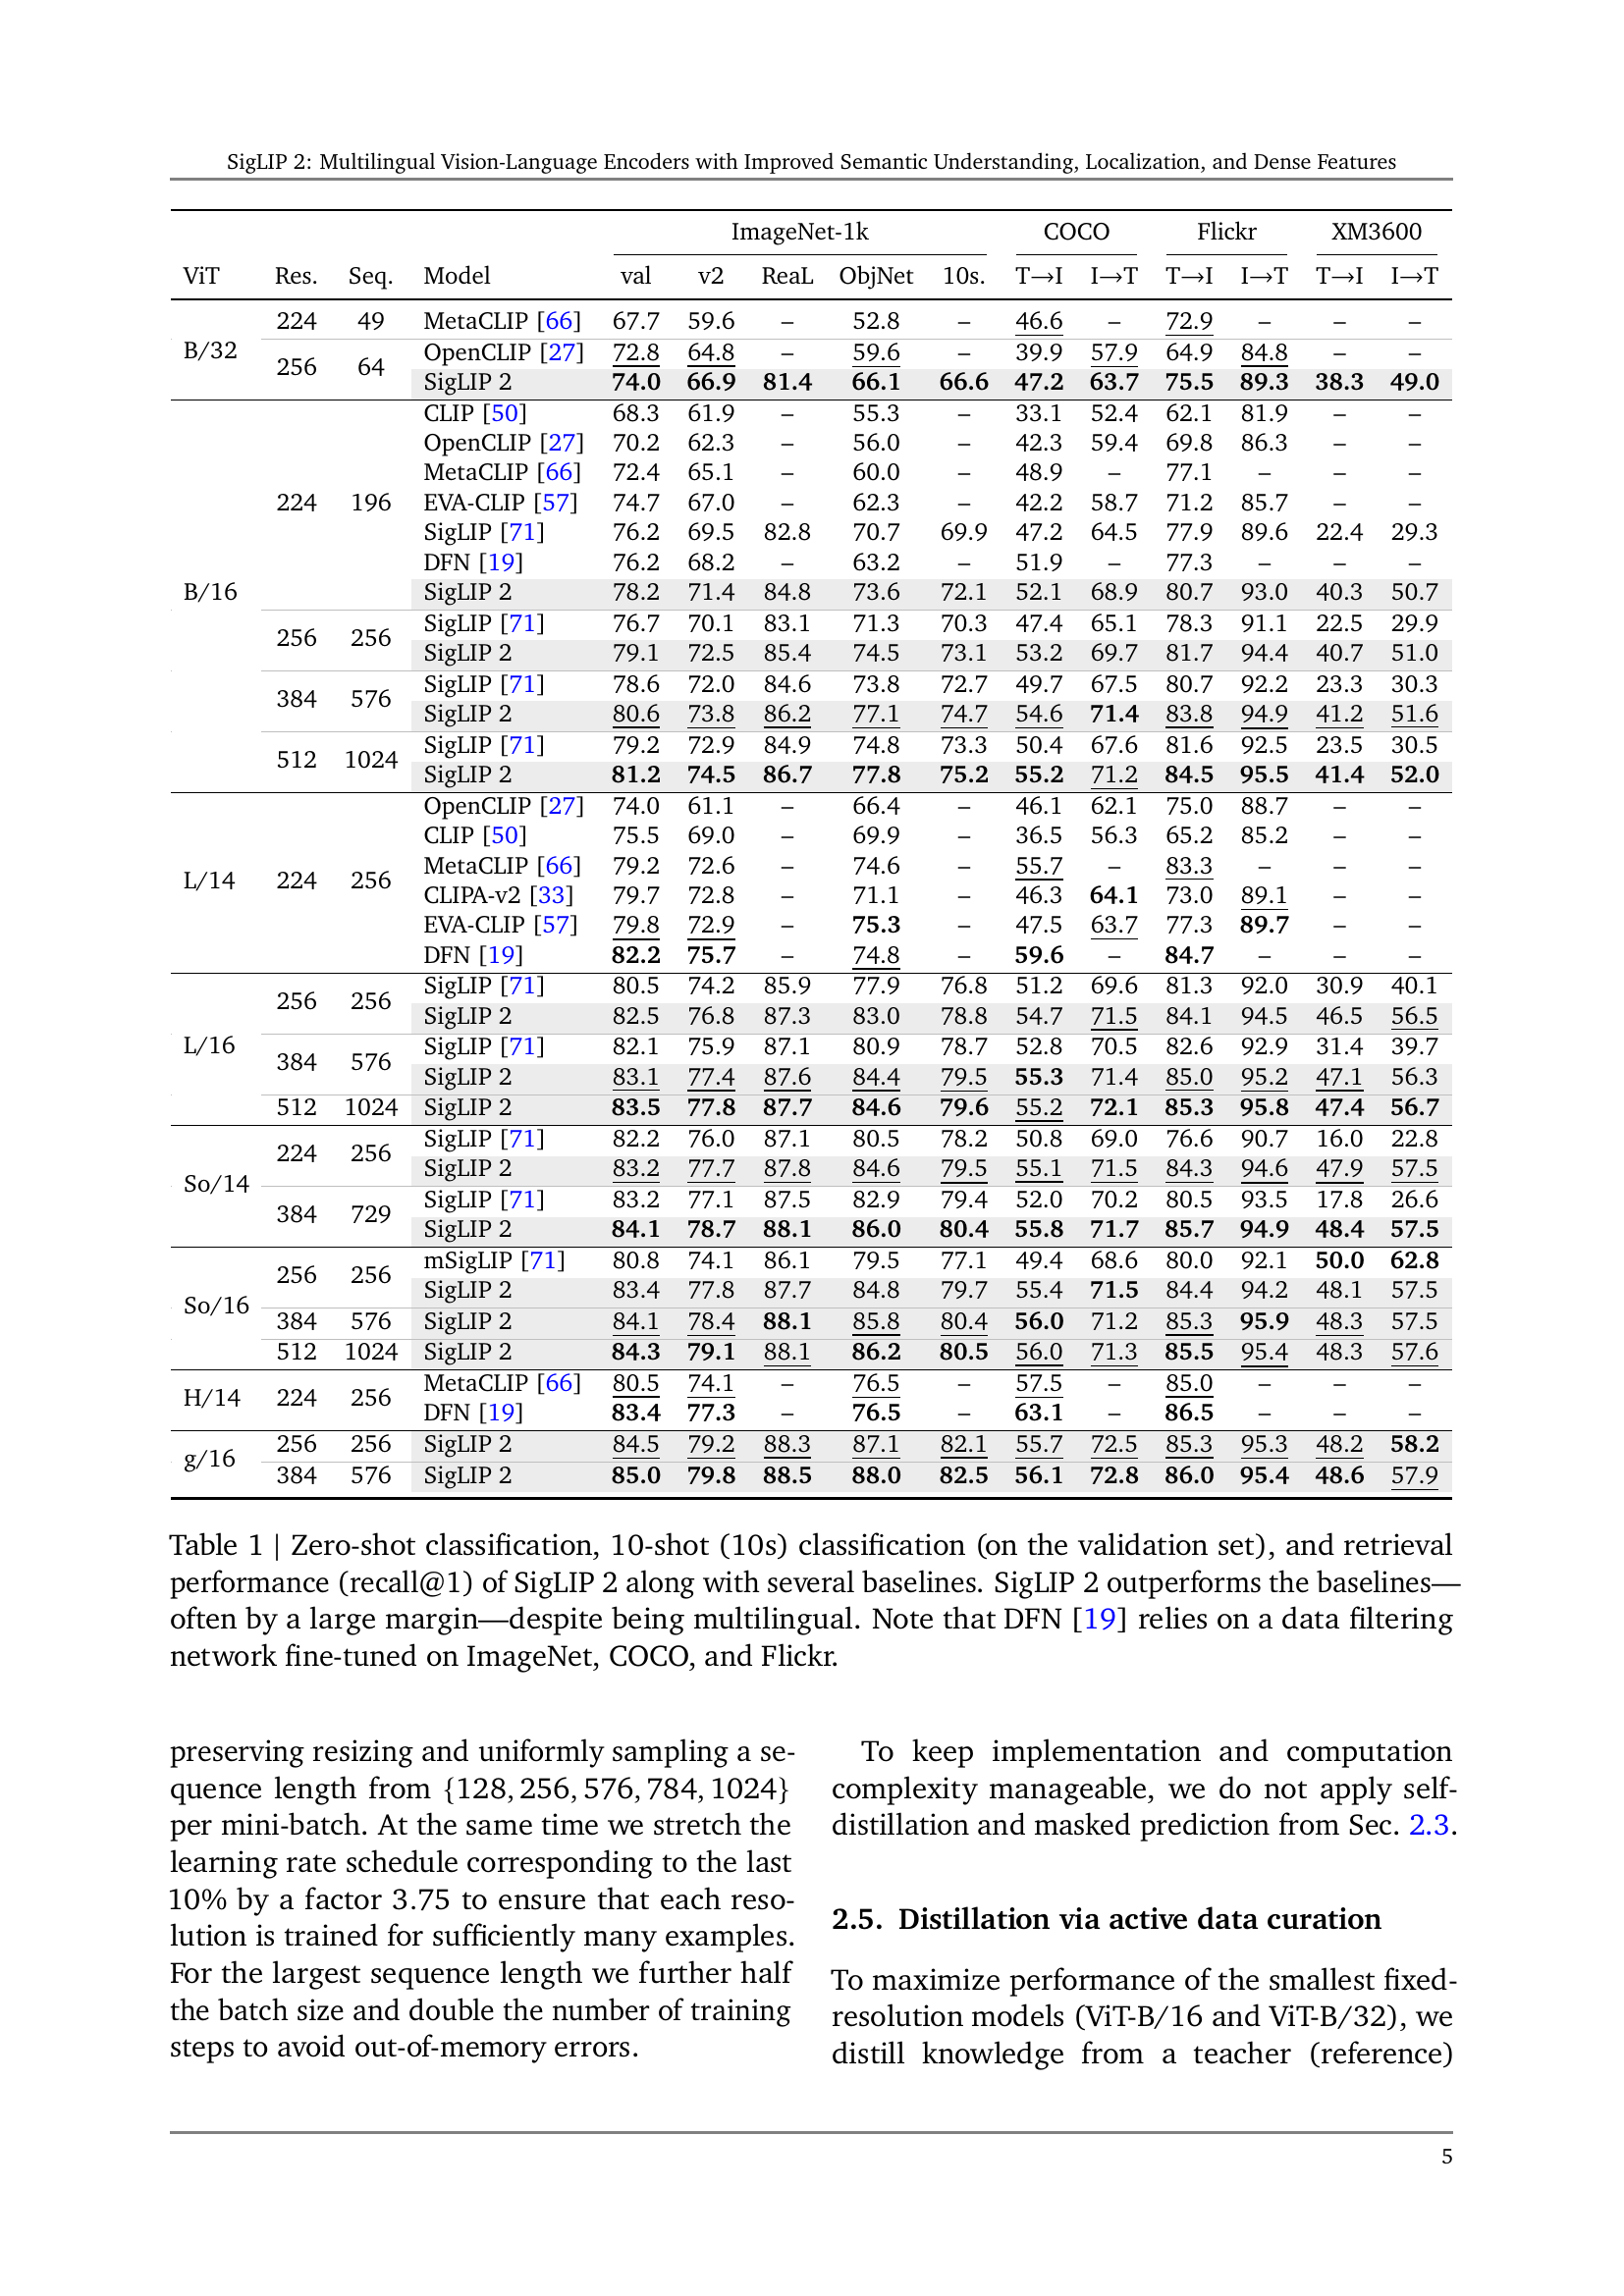 SigLIP 2: Multilingual Vision-Language Encoders with Improved Semantic Understanding, Localization, and Dense Features
ImageNet-1k COCO Flickr XM3600
ViT Res. Seq. Model val v2 ReaL ObjNet 10s. T→I I→T T→I I→T T→I I→T
B/32 224 49 MetaCLIP [66] 67.7 59.6 – 52.8 – 46.6 – 72.9 – – –
256 64 OpenCLIP [27] 72.8 64.8 – 59.6 – 39.9 57.9 64.9 84.8 – –
SigLIP 2 74.0 66.9 81.4 66.1 66.6 47.2 63.7 75.5 89.3 38.3 49.0
B/16 224 196 CLIP [50] 68.3 61.9 – 55.3 – 33.1 52.4 62.1 81.9 – –
OpenCLIP [27] 70.2 62.3 – 56.0 – 42.3 59.4 69.8 86.3 – –
MetaCLIP [66] 72.4 65.1 – 60.0 – 48.9 – 77.1 – – –
EVA-CLIP [57] 74.7 67.0 – 62.3 – 42.2 58.7 71.2 85.7 – –
SigLIP [71] 76.2 69.5 82.8 70.7 69.9 47.2 64.5 77.9 89.6 22.4 29.3
DFN [19] 76.2 68.2 – 63.2 – 51.9 – 77.3 – – –
SigLIP 2 78.2 71.4 84.8 73.6 72.1 52.1 68.9 80.7 93.0 40.3 50.7
256 256 SigLIP [71] 76.7 70.1 83.1 71.3 70.3 47.4 65.1 78.3 91.1 22.5 29.9
SigLIP 2 79.1 72.5 85.4 74.5 73.1 53.2 69.7 81.7 94.4 40.7 51.0
384 576 SigLIP [71] 78.6 72.0 84.6 73.8 72.7 49.7 67.5 80.7 92.2 23.3 30.3
SigLIP 2 80.6 73.8 86.2 77.1 74.7 54.6 71.4 83.8 94.9 41.2 51.6
512 1024 SigLIP [71] 79.2 72.9 84.9 74.8 73.3 50.4 67.6 81.6 92.5 23.5 30.5
SigLIP 2 81.2 74.5 86.7 77.8 75.2 55.2 71.2 84.5 95.5 41.4 52.0
L/14 224 256 OpenCLIP [27] 74.0 61.1 – 66.4 – 46.1 62.1 75.0 88.7 – –
CLIP [50] 75.5 69.0 – 69.9 – 36.5 56.3 65.2 85.2 – –
MetaCLIP [66] 79.2 72.6 – 74.6 – 55.7 – 83.3 – – –
CLIPA-v2 [33] 79.7 72.8 – 71.1 – 46.3 64.1 73.0 89.1 – –
EVA-CLIP [57] 79.8 72.9 – 75.3 – 47.5 63.7 77.3 89.7 – –
DFN [19] 82.2 75.7 – 74.8 – 59.6 – 84.7 – – –
L/16 256 256 SigLIP [71] 80.5 74.2 85.9 77.9 76.8 51.2 69.6 81.3 92.0 30.9 40.1
SigLIP 2 82.5 76.8 87.3 83.0 78.8 54.7 71.5 84.1 94.5 46.5 56.5
384 576 SigLIP [71] 82.1 75.9 87.1 80.9 78.7 52.8 70.5 82.6 92.9 31.4 39.7
SigLIP 2 83.1 77.4 87.6 84.4 79.5 55.3 71.4 85.0 95.2 47.1 56.3
512 1024 SigLIP 2 83.5 77.8 87.7 84.6 79.6 55.2 72.1 85.3 95.8 47.4 56.7
So/14 224 256 SigLIP [71] 82.2 76.0 87.1 80.5 78.2 50.8 69.0 76.6 90.7 16.0 22.8
SigLIP 2 83.2 77.7 87.8 84.6 79.5 55.1 71.5 84.3 94.6 47.9 57.5
384 729 SigLIP [71] 83.2 77.1 87.5 82.9 79.4 52.0 70.2 80.5 93.5 17.8 26.6
SigLIP 2 84.1 78.7 88.1 86.0 80.4 55.8 71.7 85.7 94.9 48.4 57.5
So/16 256 256 mSigLIP [71] 80.8 74.1 86.1 79.5 77.1 49.4 68.6 80.0 92.1 50.0 62.8
SigLIP 2 83.4 77.8 87.7 84.8 79.7 55.4 71.5 84.4 94.2 48.1 57.5
384 576 SigLIP 2 84.1 78.4 88.1 85.8 80.4 56.0 71.2 85.3 95.9 48.3 57.5
512 1024 SigLIP 2 84.3 79.1 88.1 86.2 80.5 56.0 71.3 85.5 95.4 48.3 57.6
H/14 224 256 MetaCLIP [66] 80.5 74.1 – 76.5 – 57.5 – 85.0 – – –
DFN [19] 83.4 77.3 – 76.5 – 63.1 – 86.5 – – –
g/16 256 256 SigLIP 2 84.5 79.2 88.3 87.1 82.1 55.7 72.5 85.3 95.3 48.2 58.2
384 576 SigLIP 2 85.0 79.8 88.5 88.0 82.5 56.1 72.8 86.0 95.4 48.6 57.9
Table 1 | Zero-shot classification, 10-shot (10s) classification (on the validation set), and retrieval
performance (recall@1) of SigLIP 2 along with several baselines. SigLIP 2 outperforms the baselines—
often by a large margin—despite being multilingual. Note that DFN [19] relies on a data filtering
network fine-tuned on ImageNet, COCO, and Flickr.
preserving resizing and uniformly sampling a se-
quence length from {128, 256, 576, 784, 1024}
per mini-batch. At the same time we stretch the
learning rate schedule corresponding to the last
10% by a factor 3.75 to ensure that each reso-
lution is trained for sufficiently many examples.
For the largest sequence length we further half
the batch size and double the number of training
steps to avoid out-of-memory errors.
To keep implementation and computation
complexity manageable, we do not apply self-
distillation and masked prediction from Sec. 2.3.
2.5. Distillation via active data curation
To maximize performance of the smallest fixed-
resolution models (ViT-B/16 and ViT-B/32), we
distill knowledge from a teacher (reference)
5